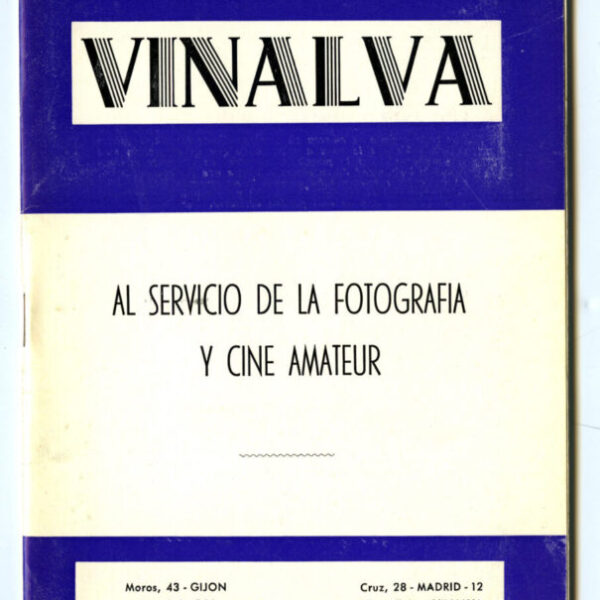 VINALVA
AL SERVICIO DE LA FOTOGRAFIA
Y CINE AMATEUR
Moros, 43 - GIJON
Cruz, 28 - MADRID - 12